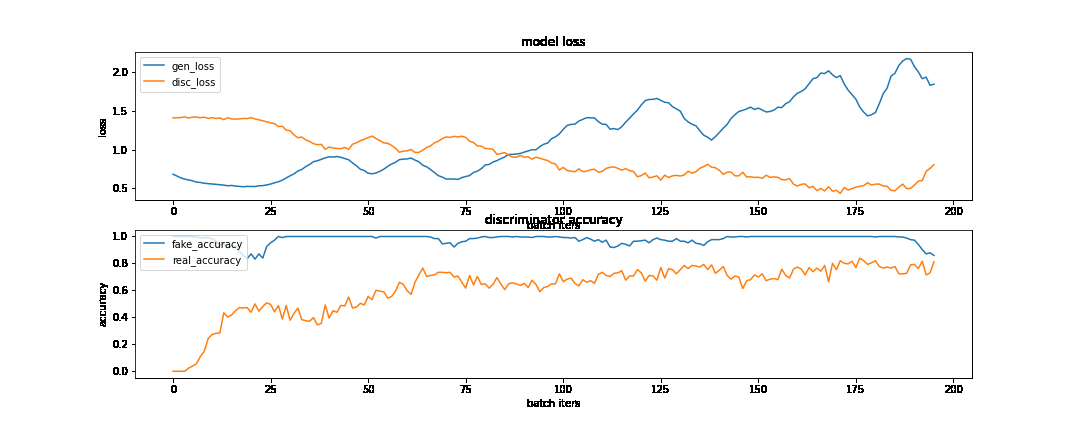 model loss
gen_loss
disc_loss
2.0
1.5
1.0
0.5
loss
0 25 50 75 100 125 150 175 200
batch iters
discriminator accuracy
fake_accuracy
real_accuracy
1.0
0.8
0.6
0.4
0.2
0.0
accuracy
0 25 50 75 100 125 150 175 200
batch iters